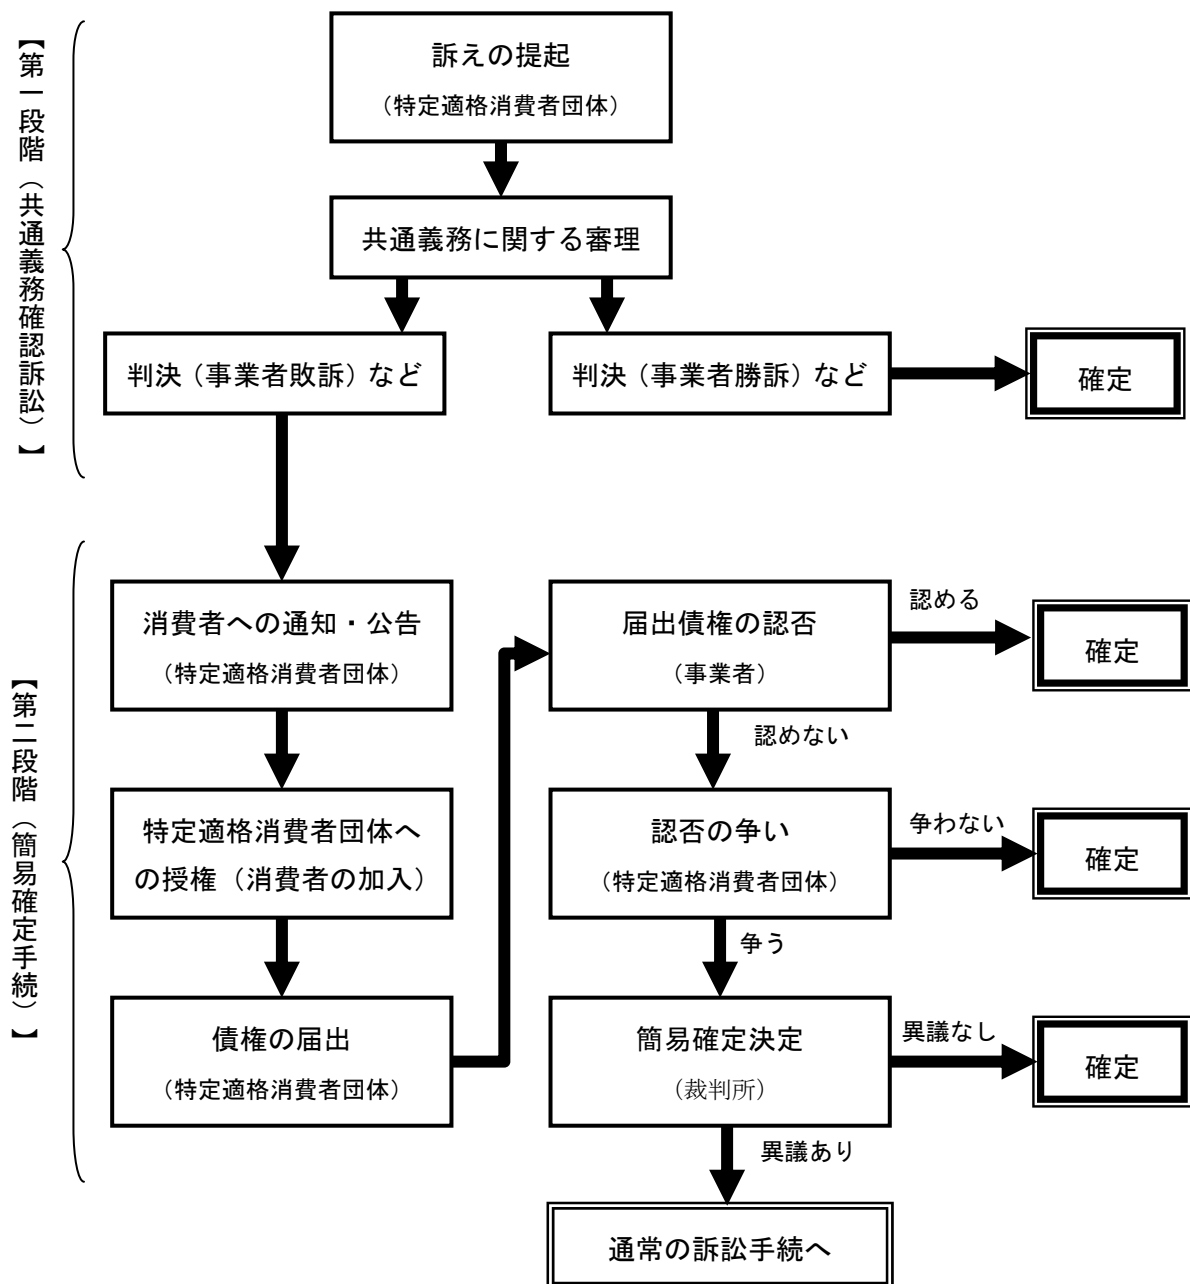 【第一段階(共通義務確認訴訟)】
訴えの提起
(特定適格消費者団体)
共通義務に関する審理
判決(事業者敗訴)など
判決(事業者勝訴)など
確定
【第二段階(簡易確定手続)】
消費者への通知・公告
(特定適格消費者団体)
特定適格消費者団体へ
の授権(消費者の加入)
債権の届出
(特定適格消費者団体)
届出債権の認否
(事業者)
認める
確定
認めない
認否の争い
(特定適格消費者団体)
争わない
確定
争う
簡易確定決定
(裁判所)
異議なし
確定
異議あり
通常の訴訟手続へ